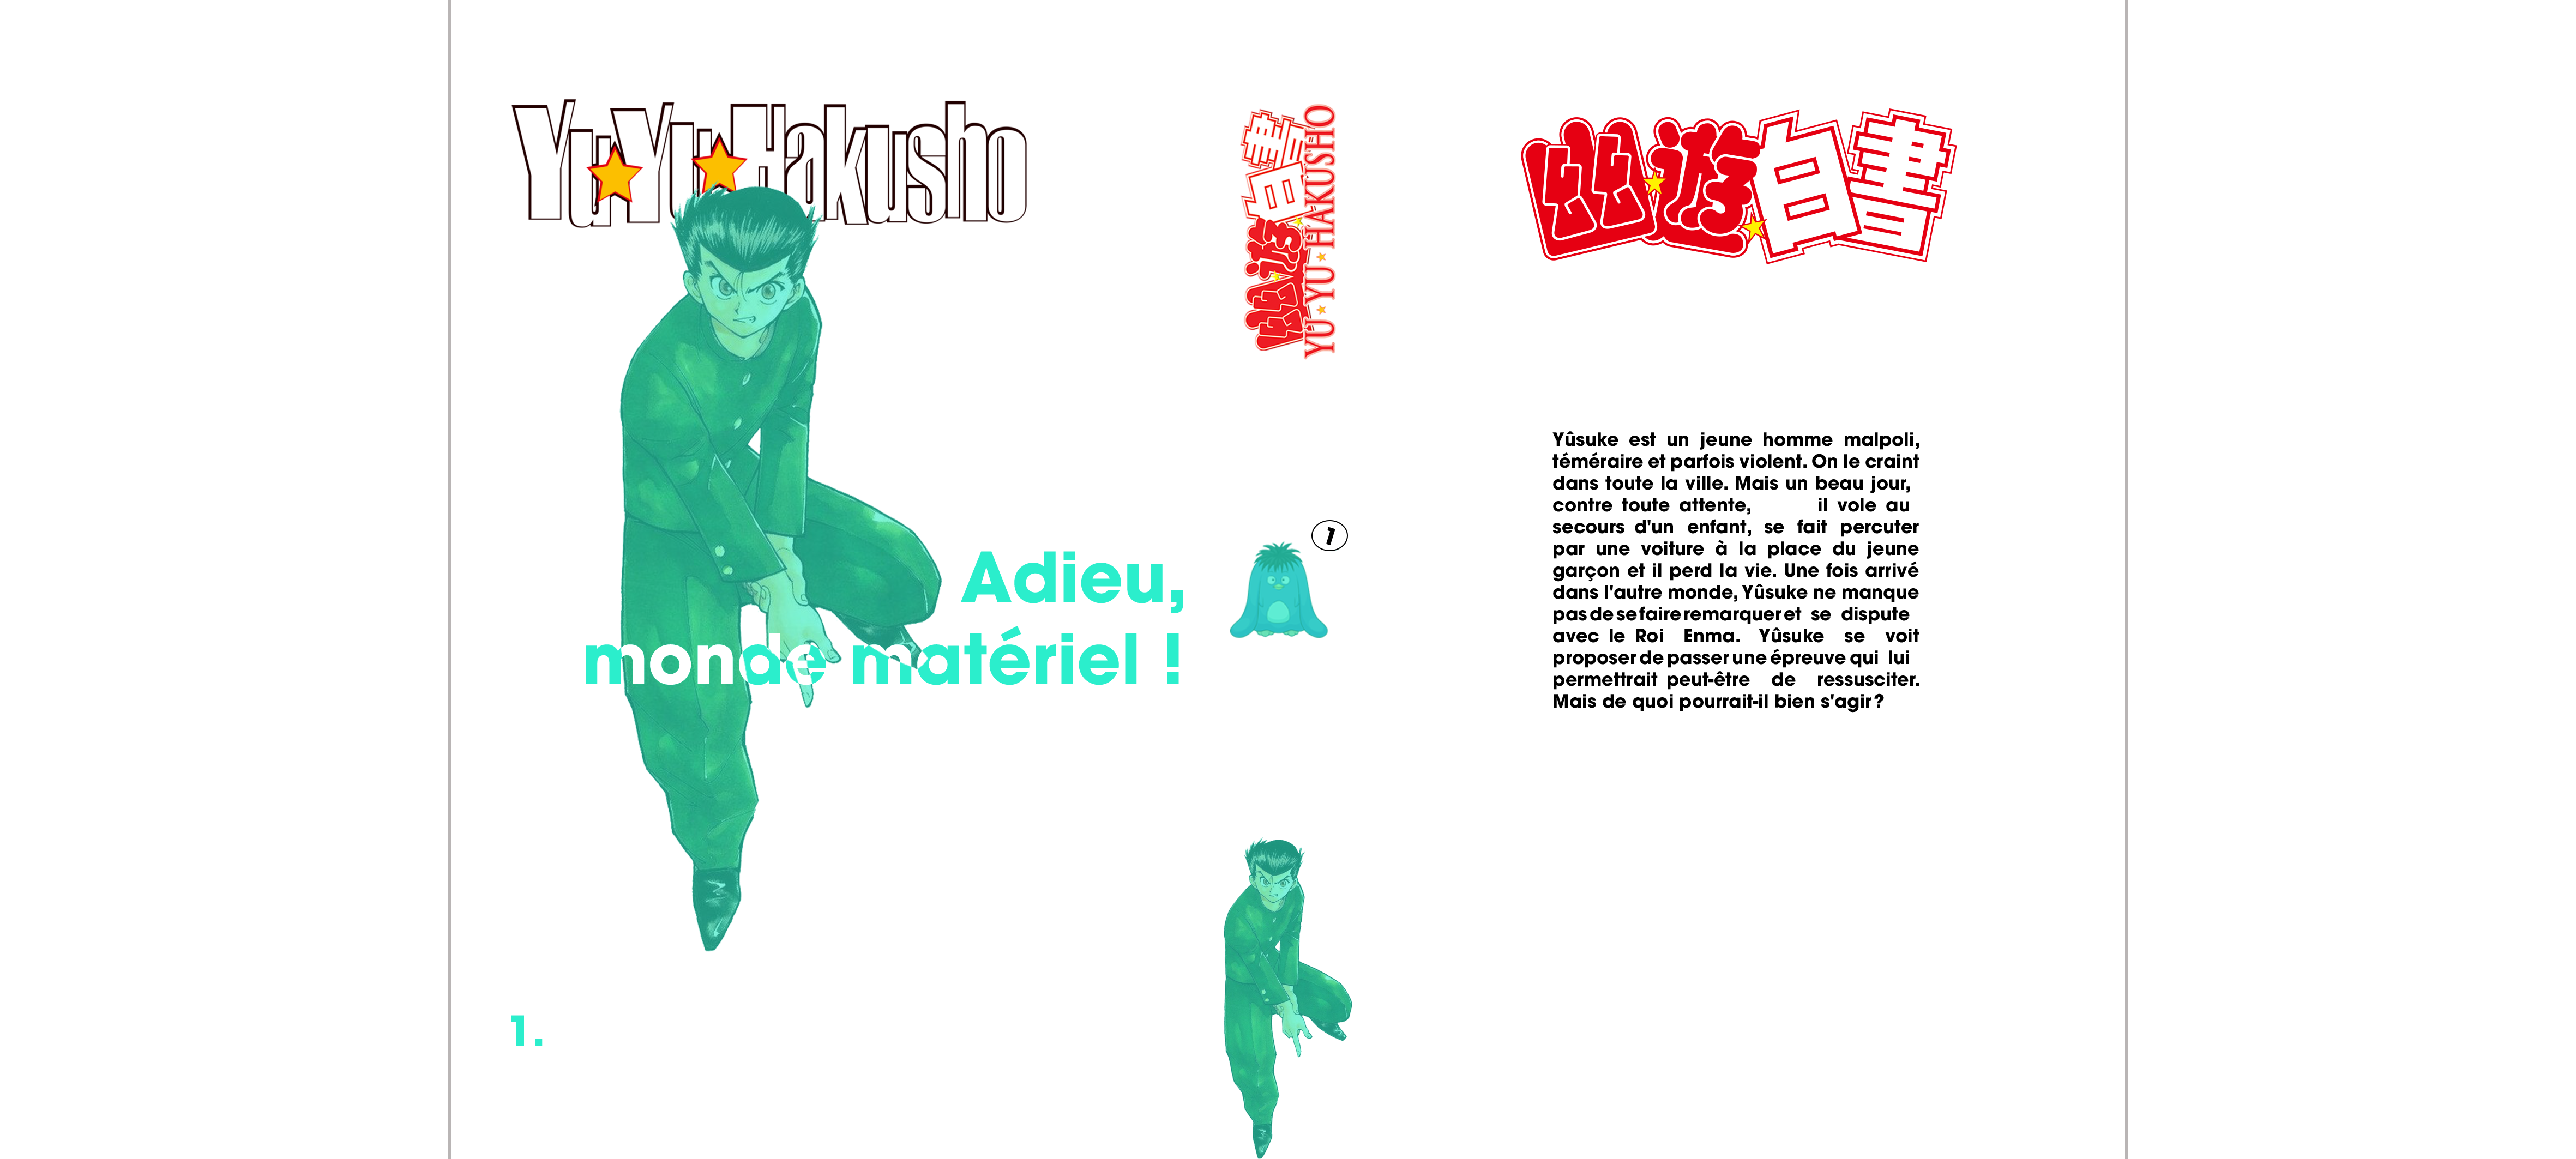 Yu Yu Hakusho
Adieu,
monde matériel !
1.
幽遊白書
YU YU HAKUSHO
1
幽遊白書
Yûsuke est un jeune homme malpoli,
téméraire et parfois violent. On le craint
dans toute la ville. Mais un beau jour,
contre toute attente, il vole au
secours d'un enfant, se fait percuter
par une voiture à la place du jeune
garçon et il perd la vie. Une fois arrivé
dans l'autre monde, Yûsuke ne manque
pas de se faire remarquer et se dispute
avec le Roi Enma. Yûsuke se voit
proposer de passer une épreuve qui lui
permettrait peut-être de ressusciter.
Mais de quoi pourrait-il bien s'agir ?